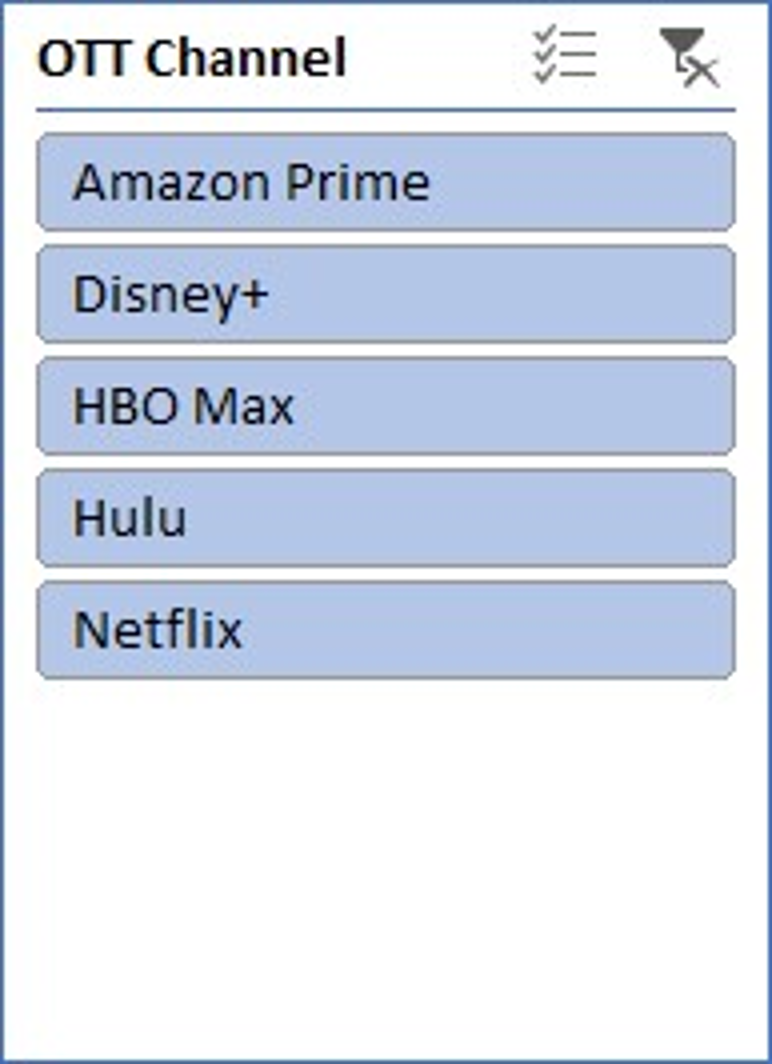 OTT Channel
Amazon Prime
Disney+
HBO Max
Hulu
Netflix